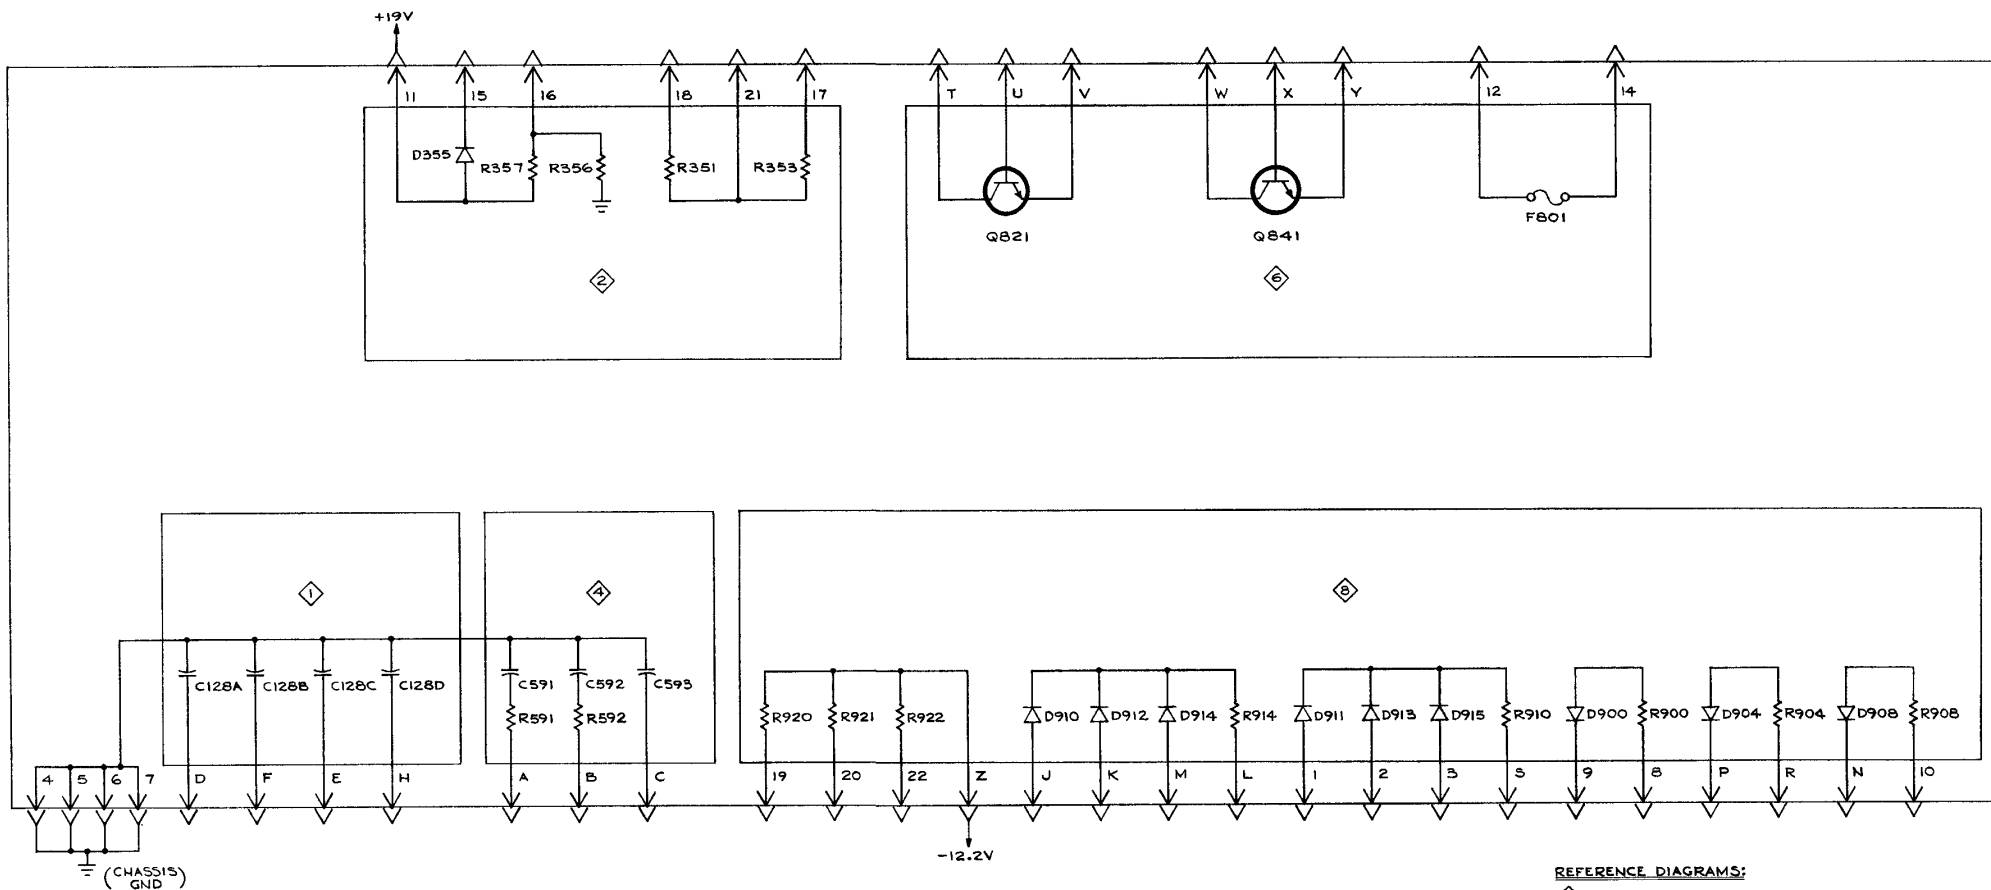 +19V
11 15 16 18 21 17 T U V W X Y 12 14
D355 R357 R356 R351 R353
F801
Q821 Q841
2 6
1 4 8
C128A C128B C128C C128D C591 C592 C593
R591 R592 R920 R921 R922 D910 D912 D914 R914 D911 D913 D915 R910 D900 R900 D904 R904 D908 R908
4 5 6 7 D F E H A B C 19 20 22 Z J K M L 1 2 3 S 9 8 P R N 10
-12.2V
(CHASSIS
GND)
REFERENCE DIAGRAMS: